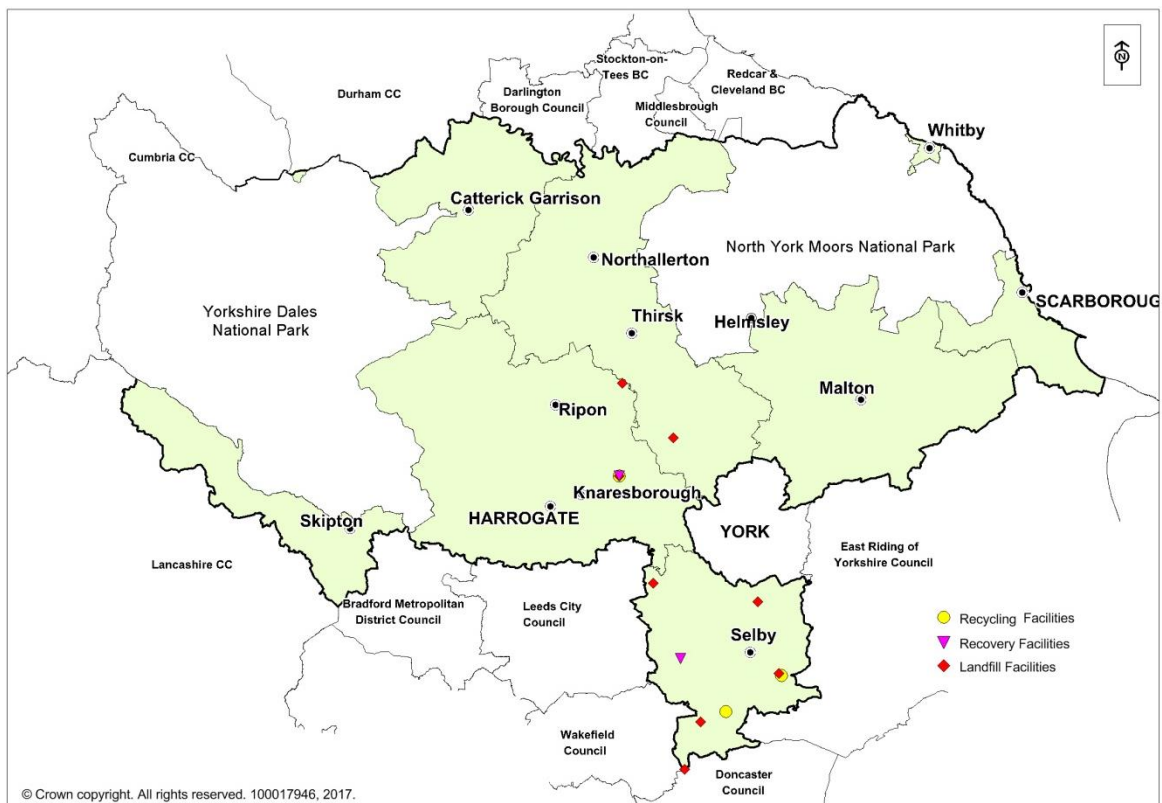 Stockton-on-
Tees BC
Redcar &
Cleveland BC
Durham CC
Darlington
Borough Council
Middlesbrough
Council
N
Whitby
Cumbria CC
Catterick Garrison
North York Moors National Park
Northallerton
SCARBOROUG
Yorkshire Dales
National Park
Thirsk
Helmsley
Malton
Ripon
Knaresborough
HARROGATE
Skipton
YORK
East Riding of
Yorkshire Council
Lancashire CC
Bradford Metropolitan
District Council
Leeds City
Council
Selby
Recycling Facilities
Recovery Facilities
Landfill Facilities
Wakefield
Council
Doncaster
Council
© Crown copyright. All rights reserved. 100017946, 2017.